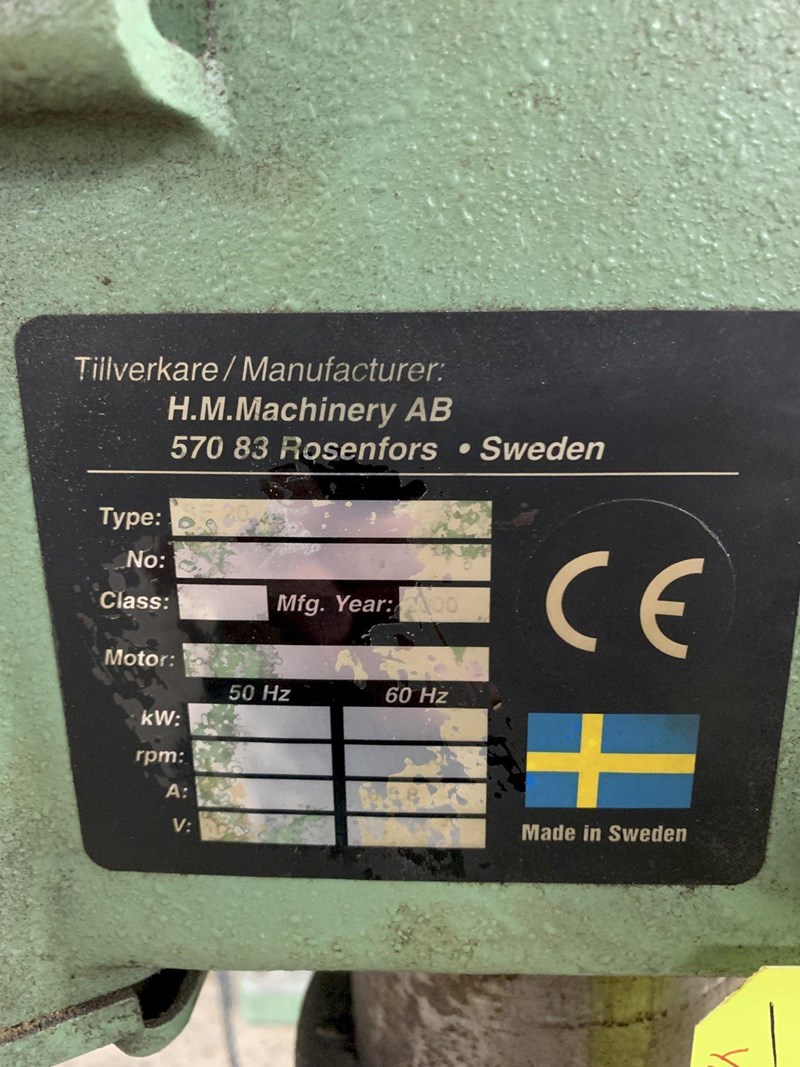 Tillverkare / Manufacturer:
H.M.Machinery AB
570 83 Rosenfors • Sweden
Type:
No:
Class: Mfg. Year:
Motor:
50 Hz 60 Hz
kW:
rpm:
A:
V:
CE
Made in Sweden